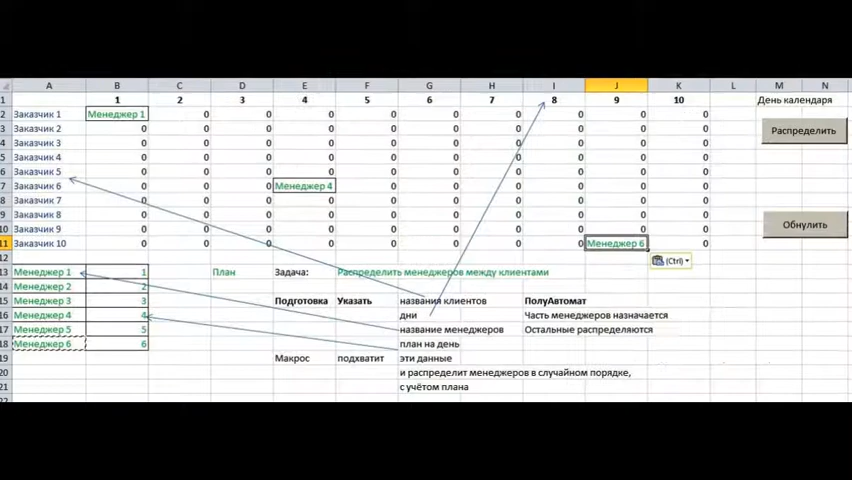 A B C D E F G H I J K L M N
1 1 2 3 4 5 6 7 8 9 10 День календаря
2 Заказчик 1 Менеджер 1 0 0 0 0 0 0 0 0 0
3 Заказчик 2 0 0 0 0 0 0 0 0 0 0 Распределить
4 Заказчик 3 0 0 0 0 0 0 0 0 0 0
5 Заказчик 4 0 0 0 0 0 0 0 0 0 0
6 Заказчик 5 0 0 0 0 0 0 0 0 0 0
7 Заказчик 6 0 0 0 Менеджер 4 0 0 0 0 0 0
8 Заказчик 7 0 0 0 0 0 0 0 0 0 0
9 Заказчик 8 0 0 0 0 0 0 0 0 0 0
10 Заказчик 9 0 0 0 0 0 0 0 0 0 0 Обнулить
11 Заказчик 10 0 0 0 0 0 0 0 0 Менеджер 6 0
12 (Ctrl)
13 Менеджер 1 1 План Задача: Распределить менеджеров между клиентами
14 Менеджер 2 2
15 Менеджер 3 3 Подготовка Указать названия клиентов ПолуАвтомат
16 Менеджер 4 4 дни Часть менеджеров назначается
17 Менеджер 5 5 название менеджеров Остальные распределяются
18 Менеджер 6 6 план на день
19 Макрос подхватит эти данные
20 и распределит менеджеров в случайном порядке,
21 с учётом плана